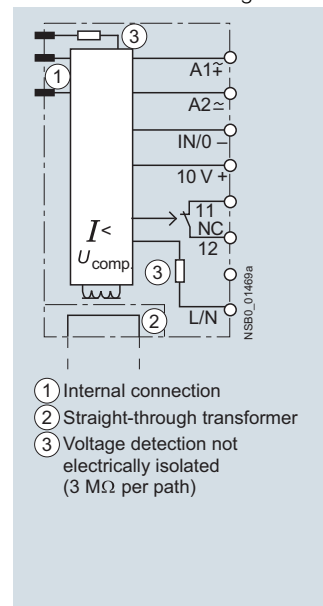 3
1
A1≂+
A2≃
IN/0 –
10 V +
11
NC
12
I<
U comp.
3
2
L/N
NSB0_01469a
1 Internal connection
2 Straight-through transformer
3 Voltage detection not
electrically isolated
(3 MΩ per path)